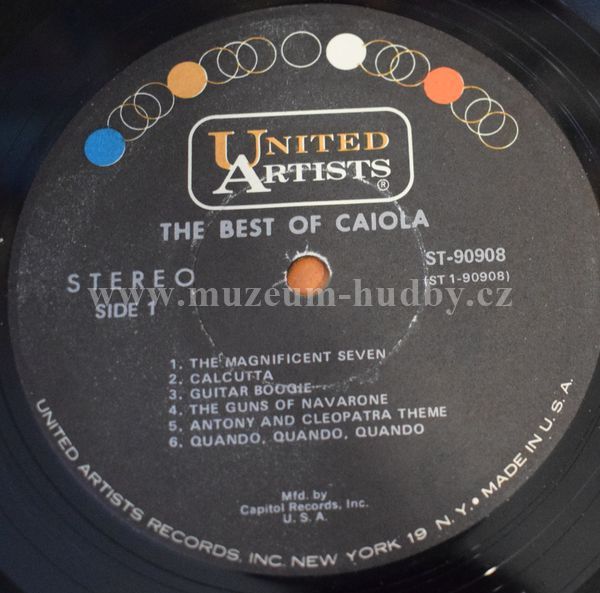 UNITED
ARTISTS®
THE BEST OF CAIOLA
STEREO
SIDE 1
ST-90908
(ST 1-90908)
www.muzeum-hudby.cz
1. THE MAGNIFICENT SEVEN
2. CALCUTTA
3. GUITAR BOOGIE
4. THE GUNS OF NAVARONE
5. ANTONY AND CLEOPATRA THEME
6. QUANDO, QUANDO, QUANDO
Mfd. by
Capitol Records, Inc.
U. S. A.
UNITED ARTISTS RECORDS, INC. NEW YORK 19 N. Y. • MADE IN U. S. A.